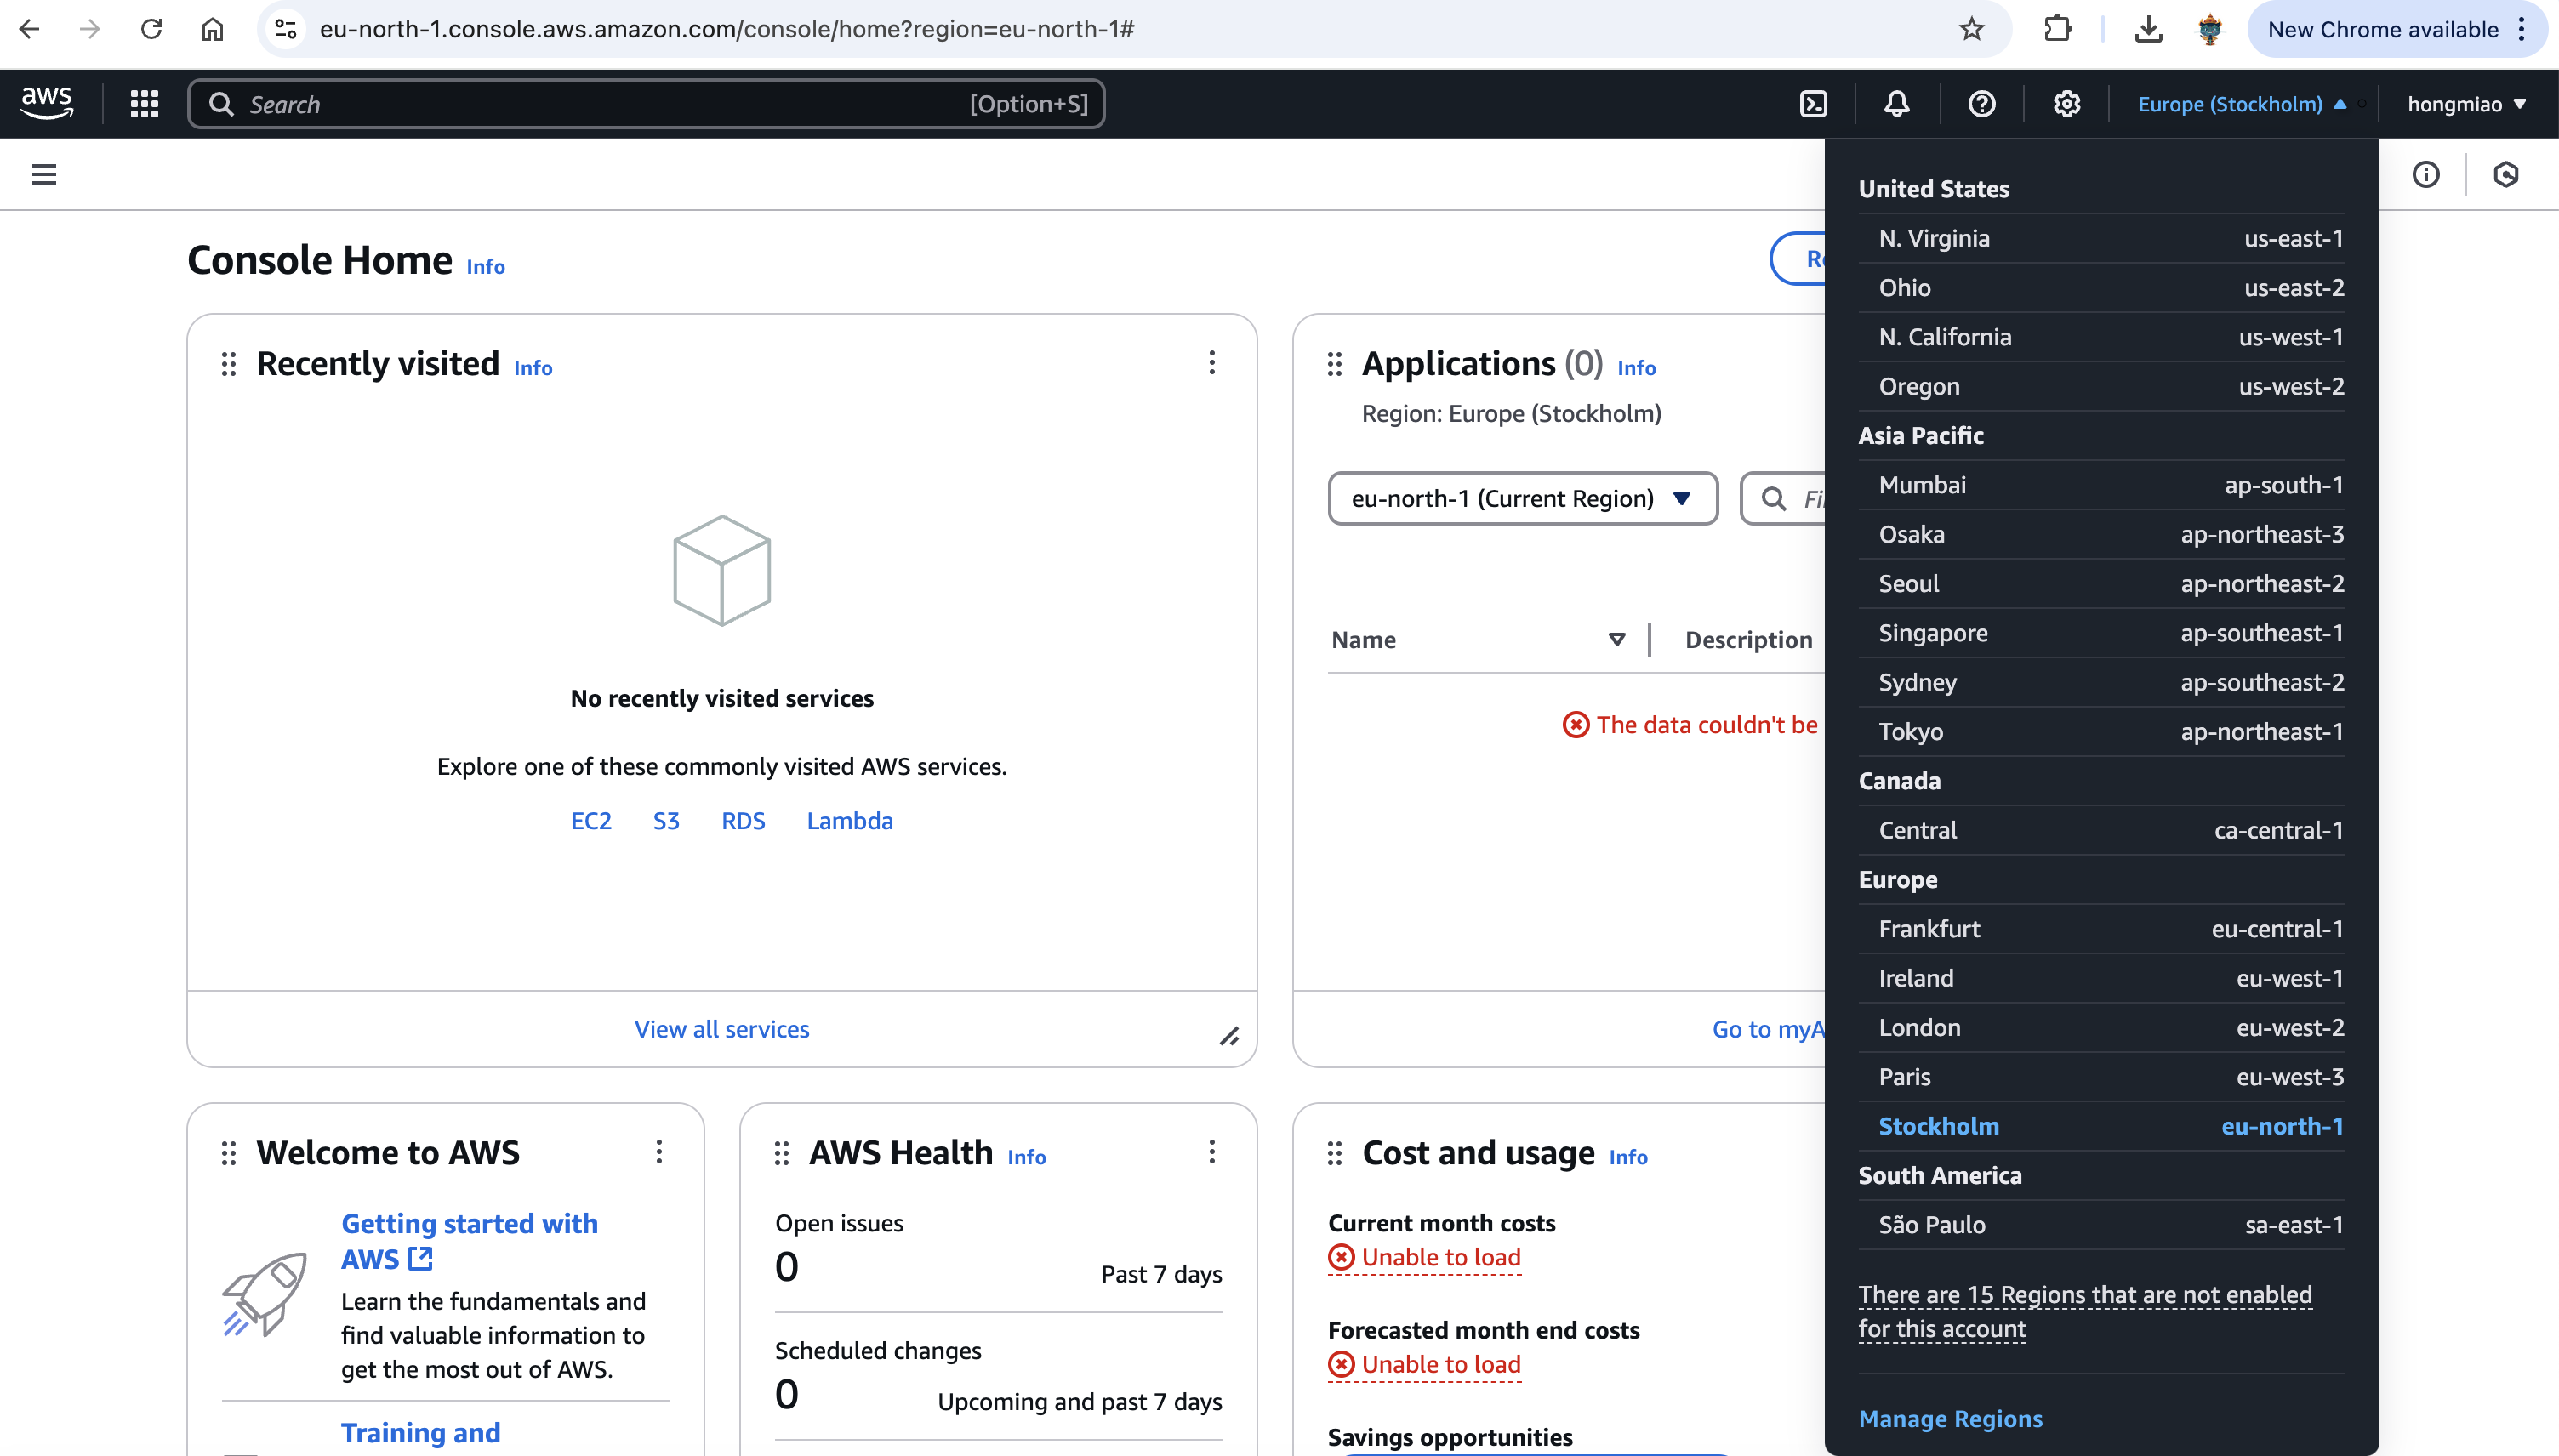 eu-north-1.console.aws.amazon.com/console/home?region=eu-north-1#
New Chrome available
aws
Search
[Option+S]
Europe (Stockholm)
hongmiao
Console Home
Info
Recently visited
Info
No recently visited services
Explore one of these commonly visited AWS services.
EC2
S3
RDS
Lambda
View all services
Applications (0)
Info
Region: Europe (Stockholm)
eu-north-1 (Current Region)
Name
Description
The data couldn't be
Go to myA
Welcome to AWS
Getting started with
AWS
Learn the fundamentals and
find valuable information to
get the most out of AWS.
Training and
AWS Health
Info
Open issues
0
Past 7 days
Scheduled changes
0
Upcoming and past 7 days
Cost and usage
Info
Current month costs
Unable to load
Forecasted month end costs
Unable to load
Savings opportunities
United States
N. Virginia us-east-1
Ohio us-east-2
N. California us-west-1
Oregon us-west-2
Asia Pacific
Mumbai ap-south-1
Osaka ap-northeast-3
Seoul ap-northeast-2
Singapore ap-southeast-1
Sydney ap-southeast-2
Tokyo ap-northeast-1
Canada
Central ca-central-1
Europe
Frankfurt eu-central-1
Ireland eu-west-1
London eu-west-2
Paris eu-west-3
Stockholm eu-north-1
South America
São Paulo sa-east-1
There are 15 Regions that are not enabled
for this account
Manage Regions